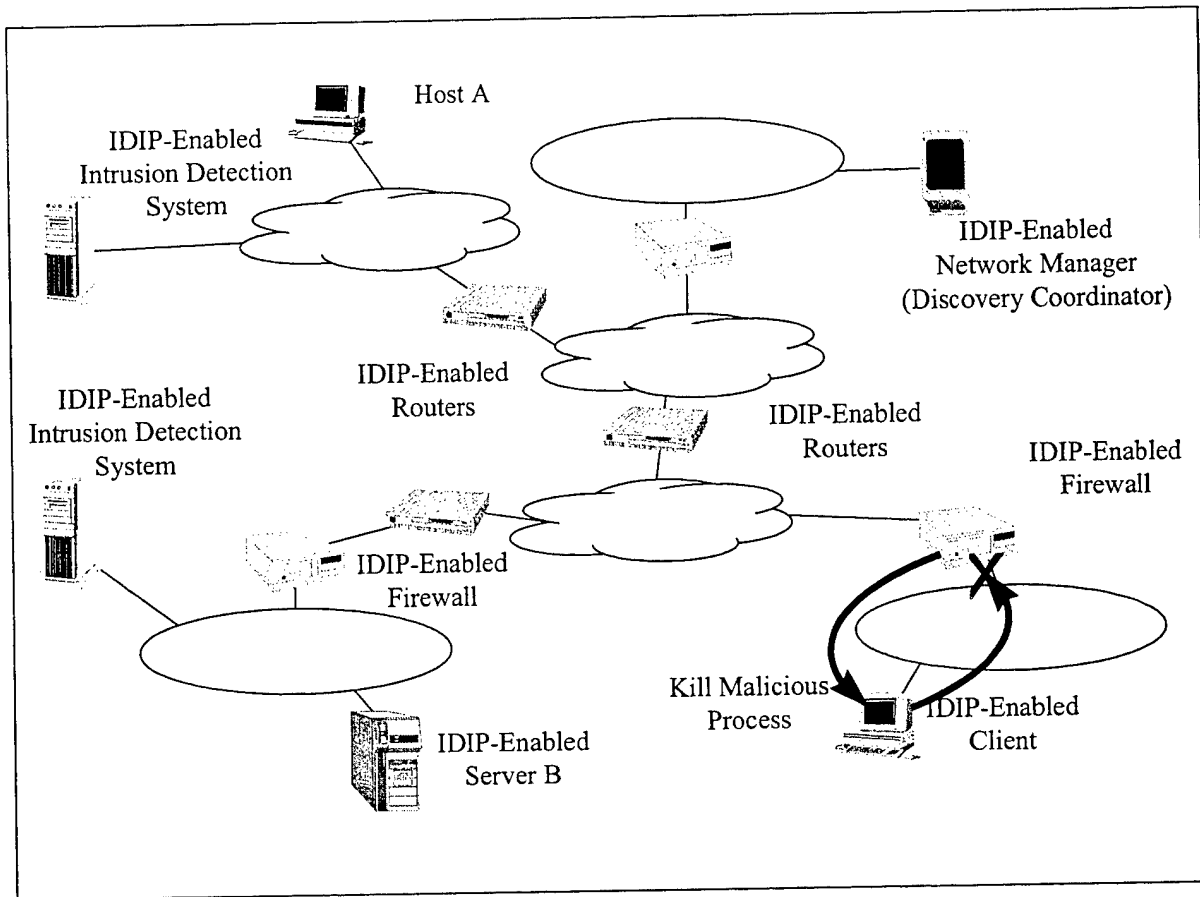 Host A
IDIP-Enabled
Intrusion Detection
System
IDIP-Enabled
Network Manager
(Discovery Coordinator)
IDIP-Enabled
Routers
IDIP-Enabled
Routers
IDIP-Enabled
Intrusion Detection
System
IDIP-Enabled
Firewall
IDIP-Enabled
Firewall
Kill Malicious
Process
IDIP-Enabled
Client
IDIP-Enabled
Server B